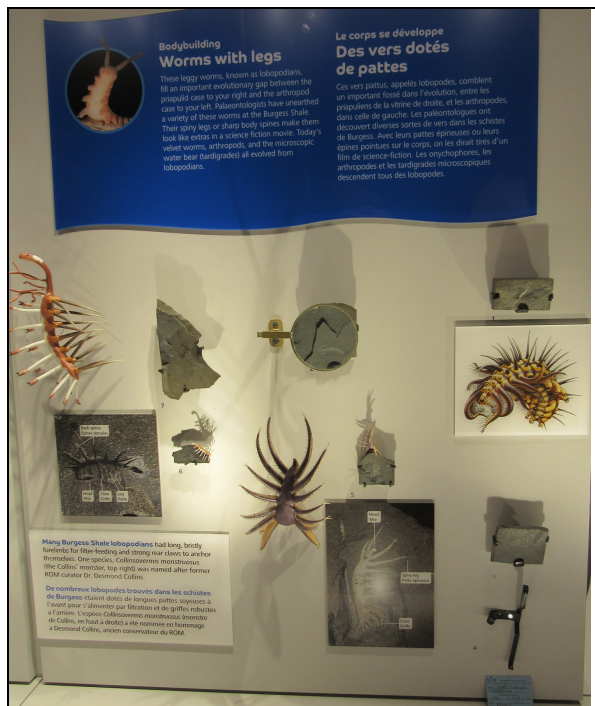 Bodybuilding
Worms with legs
These leggy worms, known as lobopodians,
fill an important evolutionary gap between the
priapulid case to your right and the arthropod
case to your left. Palaeontologists have unearthed
a variety of these worms at the Burgess Shale.
Their spiny legs or sharp body spines make them
look like extras in a science fiction movie. Today's
velvet worms, arthropods, and the microscopic
water bear (tardigrades) all evolved from
lobopodians.
Le corps se développe
Des vers dotés
de pattes
Ces vers pattus, appelés lobopodes, comblent
un important fossé dans l'évolution, entre les
priapuliens de la vitrine de droite, et les arthropodes,
dans celle de gauche. Les paléontologues ont
découvert diverses sortes de vers dans les schistes
de Burgess. Avec leurs pattes épineuses ou leurs
épines pointues sur le corps, on les dirait tirés d'un
film de science-fiction. Les onychophores, les
arthropodes et les tardigrades microscopiques
descendent tous des lobopodes.
7
6
5
4
Many Burgess Shale lobopodians had long, bristly
forelimbs for filter-feeding and strong rear claws to anchor
themselves. One species, Collinsovermis monstruosus
(the Collins' monster, top right) was named after former
ROM curator Dr. Desmond Collins.
De nombreux lobopodes trouvés dans les schistes
de Burgess étaient dotés de longues pattes soyeuses à
l'avant pour s'alimenter par filtration et de griffes robustes
à l'arrière. L'espèce Collinsovermis monstruosus (monstre
de Collins, en haut à droite) a été nommée en hommage
à Desmond Collins, ancien conservateur du ROM.